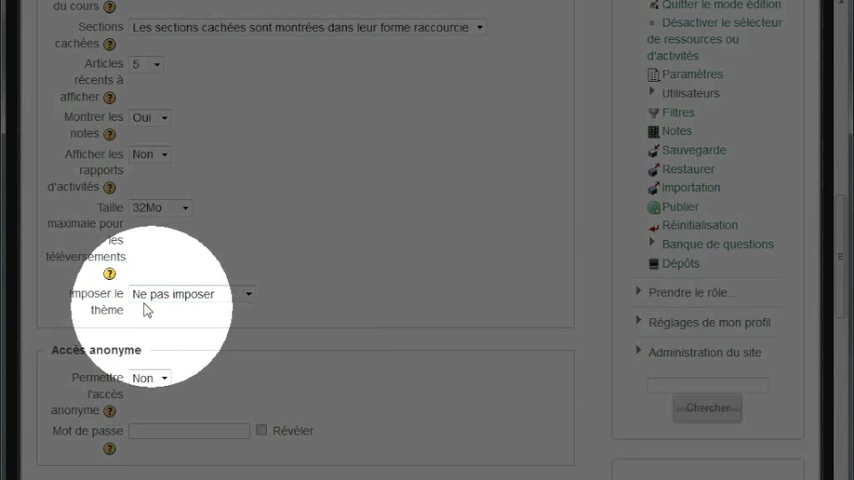 du cours
Sections Les sections cachées sont montrées dans leur forme raccourcie
cachées
Articles 5
récents à
afficher
Montrer les Oui
notes
Afficher les Non
rapports
d'activités
Taille 32Mo
maximale pour
les
téléversements
Imposer le Ne pas imposer
thème
Accès anonyme
Permettre Non
l'accès
anonyme
Mot de passe Révéler
Quitter le mode édition
Désactiver le sélecteur
de ressources ou
d'activités
Paramètres
Utilisateurs
Filtres
Notes
Sauvegarde
Restaurer
Importation
Publier
Réinitialisation
Banque de questions
Dépôts
Prendre le rôle...
Réglages de mon profil
Administration du site
Chercher